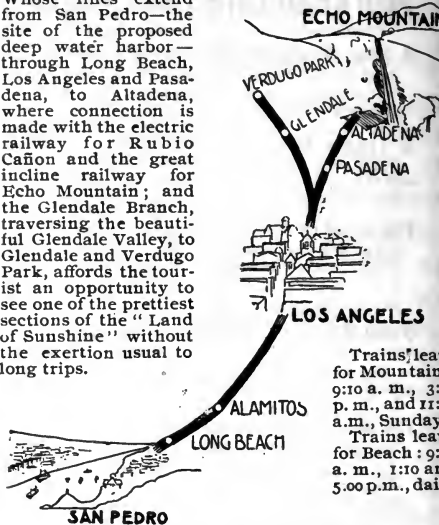 whose lines extend
from San Pedro—the
site of the proposed
deep water harbor—
through Long Beach,
Los Angeles and Pasa-
dena, to Altadena,
where connection is
made with the electric
railway for Rubio
Cañon and the great
incline railway for
Echo Mountain; and
the Glendale Branch,
traversing the beauti-
ful Glendale Valley, to
Glendale and Verdugo
Park, affords the tour-
ist an opportunity to
see one of the prettiest
sections of the "Land
of Sunshine" without
the exertion usual to
long trips.
ECHO MOUNTAIN
VERDUGO PARK
GLENDALE
ALTADENA
PASADENA
LOS ANGELES
ALAMITOS
LONG BEACH
SAN PEDRO
Trains lea
for Mountain
9:10 a. m., 3:
p. m., and 11:
a.m., Sunday
Trains lea
for Beach: 9:
a. m., 1:10 an
5.00 p.m., dai